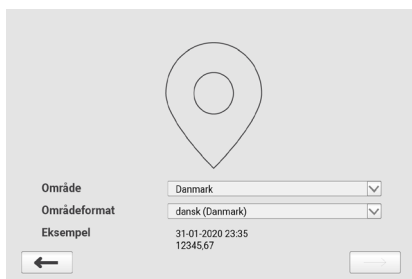 Område
Danmark
Områdeformat
dansk (Danmark)
Eksempel
31-01-2020 23:35
12345,67